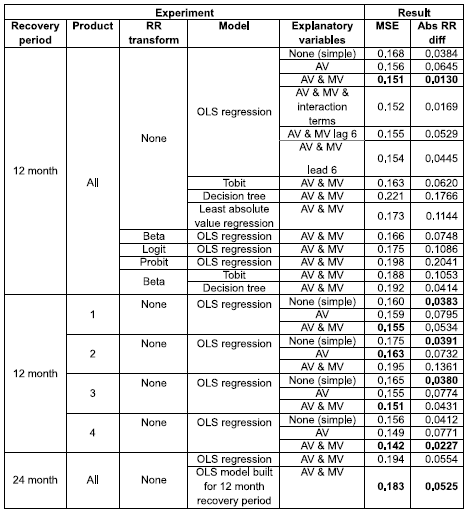 Experiment Result
Recovery period Product RR transform Model Explanatory variables MSE Abs RR diff
12 month All None OLS regression None (simple) 0.168 0.0384
AV 0.156 0.0645
AV & MV 0.151 0.0130
AV & MV & interaction terms 0.152 0.0169
AV & MV lag 6 0.155 0.0529
AV & MV lead 6 0.154 0.0445
Tobit AV & MV 0.163 0.0620
Decision tree AV & MV 0.221 0.1766
Least absolute value regression AV & MV 0.173 0.1144
Beta OLS regression AV & MV 0.166 0.0748
Logit OLS regression AV & MV 0.175 0.1086
Probit OLS regression AV & MV 0.198 0.2041
Beta Tobit AV & MV 0.188 0.1053
Decision tree AV & MV 0.192 0.0414
12 month 1 None OLS regression None (simple) 0.160 0.0383
AV 0.159 0.0795
AV & MV 0.155 0.0534
2 None OLS regression None (simple) 0.175 0.0391
AV 0.163 0.0732
AV & MV 0.195 0.1361
3 None OLS regression None (simple) 0.165 0.0380
AV 0.155 0.0774
AV & MV 0.151 0.0431
4 None OLS regression None (simple) 0.156 0.0412
AV 0.149 0.0771
AV & MV 0.142 0.0227
24 month All None OLS regression AV & MV 0.194 0.0554
OLS model built for 12 month recovery period AV & MV 0.183 0.0525